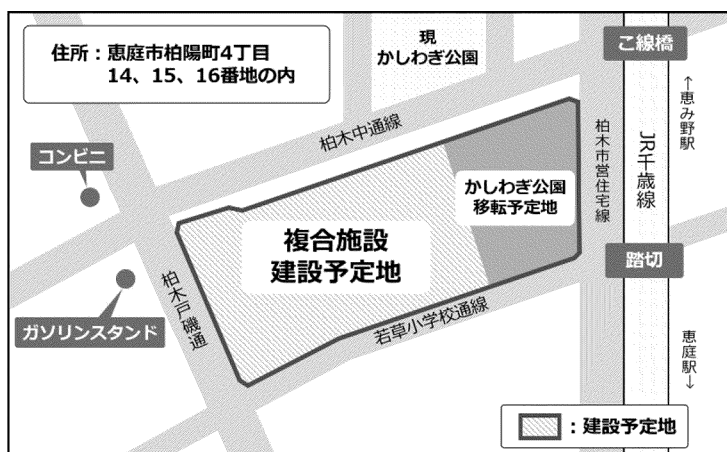 住所：恵庭市柏陽町4丁目
14、15、16番地の内
現
かしわぎ公園
こ線橋
↑恵み野駅
柏木中通線
柏木市営住宅線
JR千歳線
コンビニ
かしわぎ公園
移転予定地
複合施設
建設予定地
踏切
柏木戸磯通
ガソリンスタンド
若草小学校通線
恵庭駅↓
：建設予定地